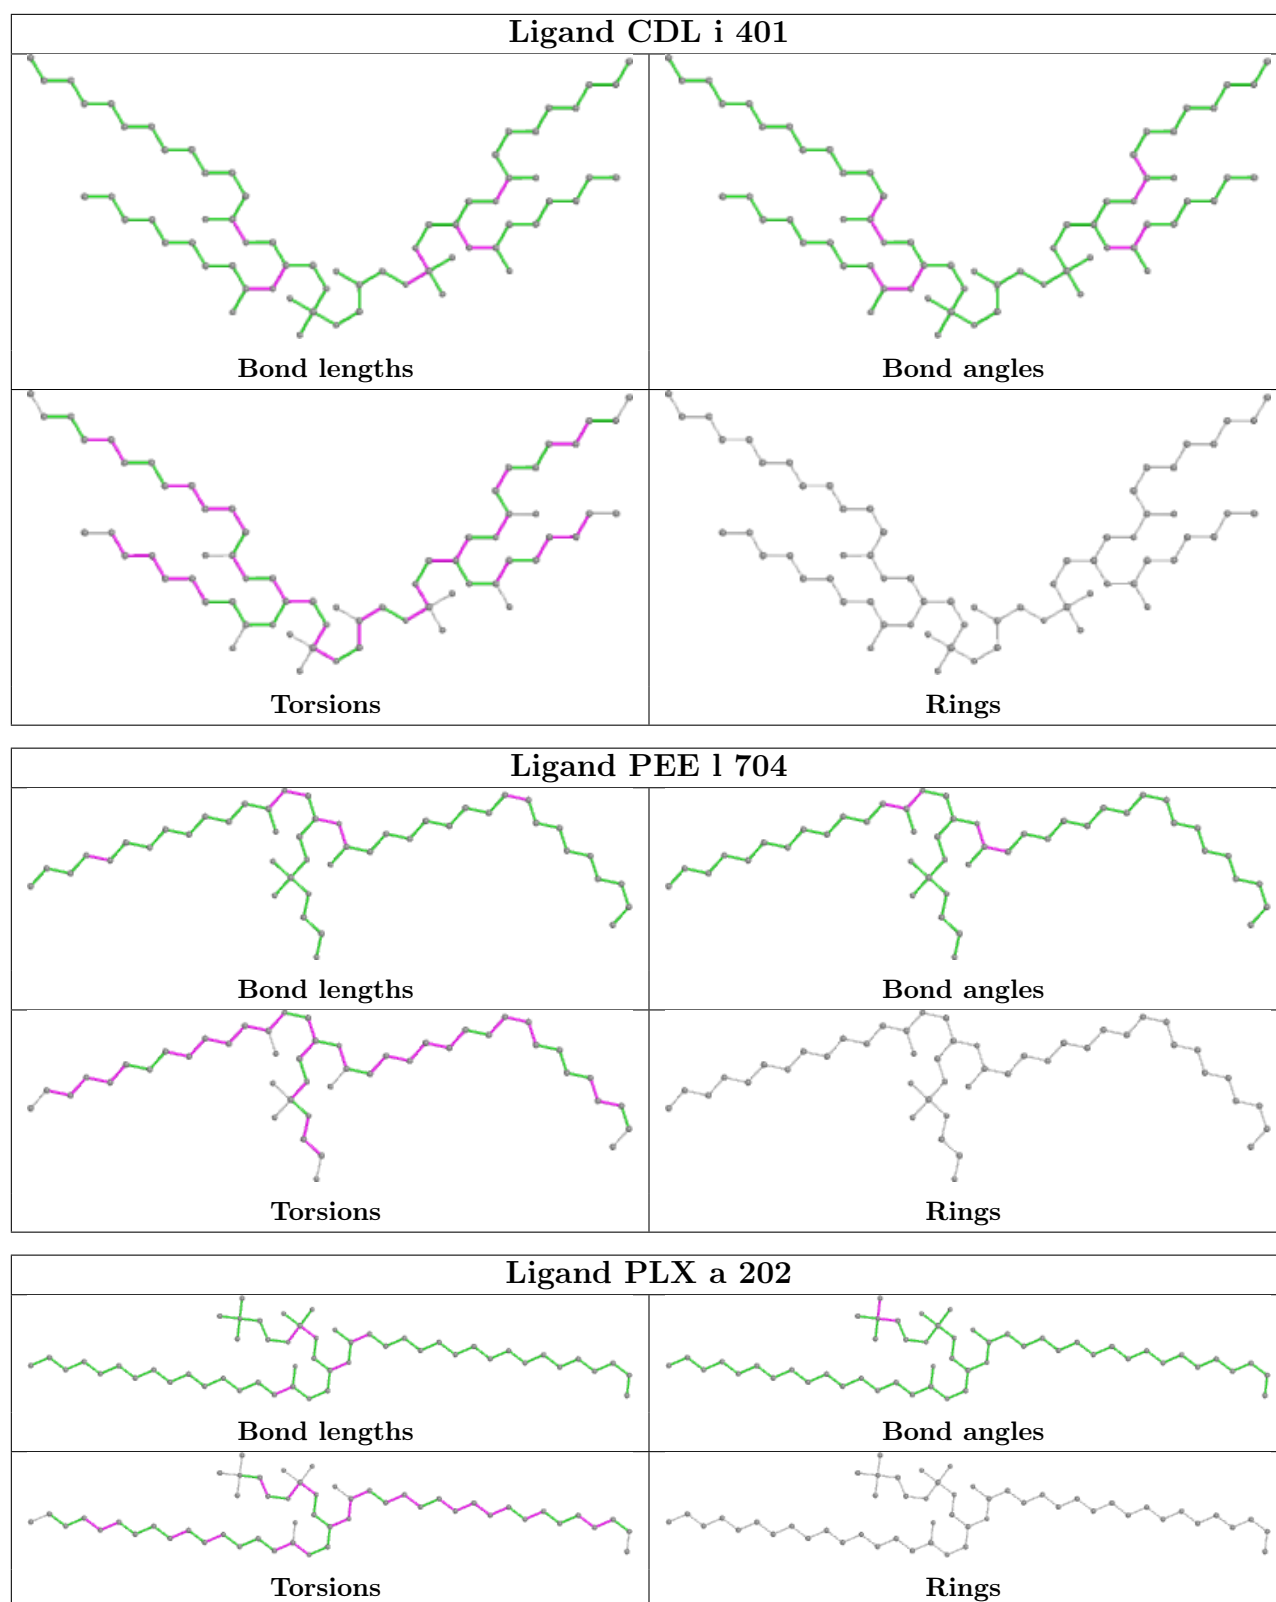 Ligand CDL i 401
Bond lengths
Bond angles
Torsions
Rings
Ligand PEE l 704
Bond lengths
Bond angles
Torsions
Rings
Ligand PLX a 202
Bond lengths
Bond angles
Torsions
Rings